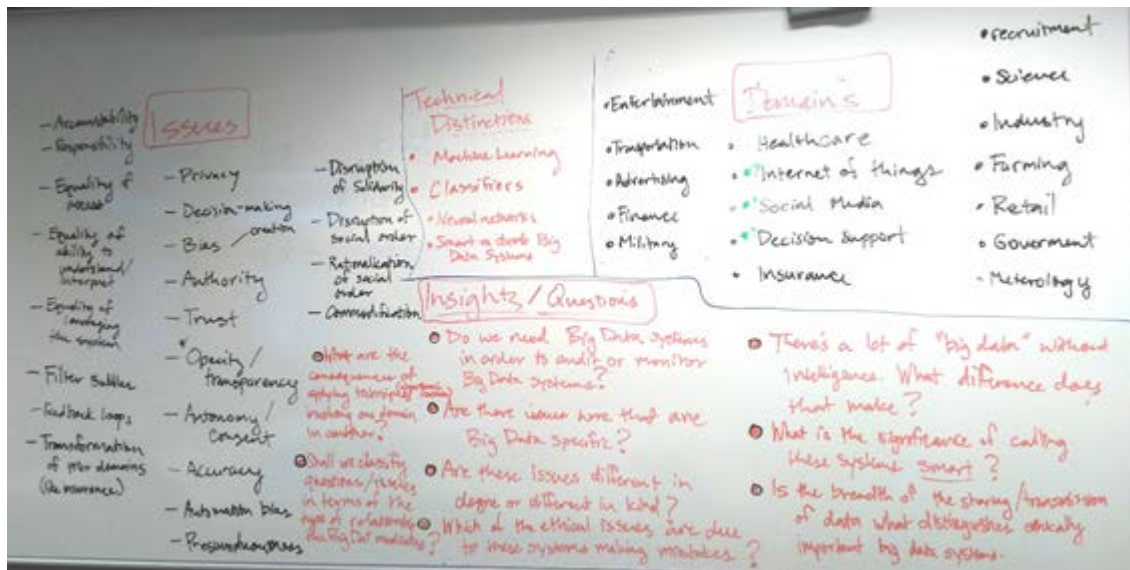 Issues
– Accountability
– Responsibility
– Equality of
access
– Equality of
ability to
understand/
interpret
– Equality of
leveraging
the system
– Filter bubbles
– Feedback loops
– Transformation
of prior domains
(i.e. insurance)
– Privacy
– Decision-making
/ creation
– Bias
– Authority
– Trust
– Opacity/
transparency
– Autonomy/
Consent
– Accuracy
– Automation bias
– Disruption
of Solidarity
– Disruption of
social order
– Rationalization
of social
order
– Commodification
Technical
Distinctions
• Machine Learning
• Classifiers
• Neural networks
• Smart vs dumb Big
Data Systems
Domains
• Entertainment
• Transportation
• Advertising
• Finance
• Military
• Healthcare
• Internet of things
• Social Media
• Decision Support
• Insurance
• recruitment
• Science
• Industry
• Farming
• Retail
• Government
- Meterology
Insights / Questions
What are the
consequences of
applying
making one domain
in another?
Shall we classify
questions/issues
in terms of the
type of relationship
the Big Dat mediates?
Do we need Big Data systems
in order to audit or monitor
Big Data systems?
Are there issues here that are
Big Data specific?
Are these Issues different in
degree or different in kind?
Which of the ethical issues are due
to these systems making mistakes?
There's a lot of "big data" without
intelligence. What difference does
that make?
What is the significance of calling
these systems smart?
Is the breadth of the sharing/transmission
of data what distinguishes ethically
important big data systems.